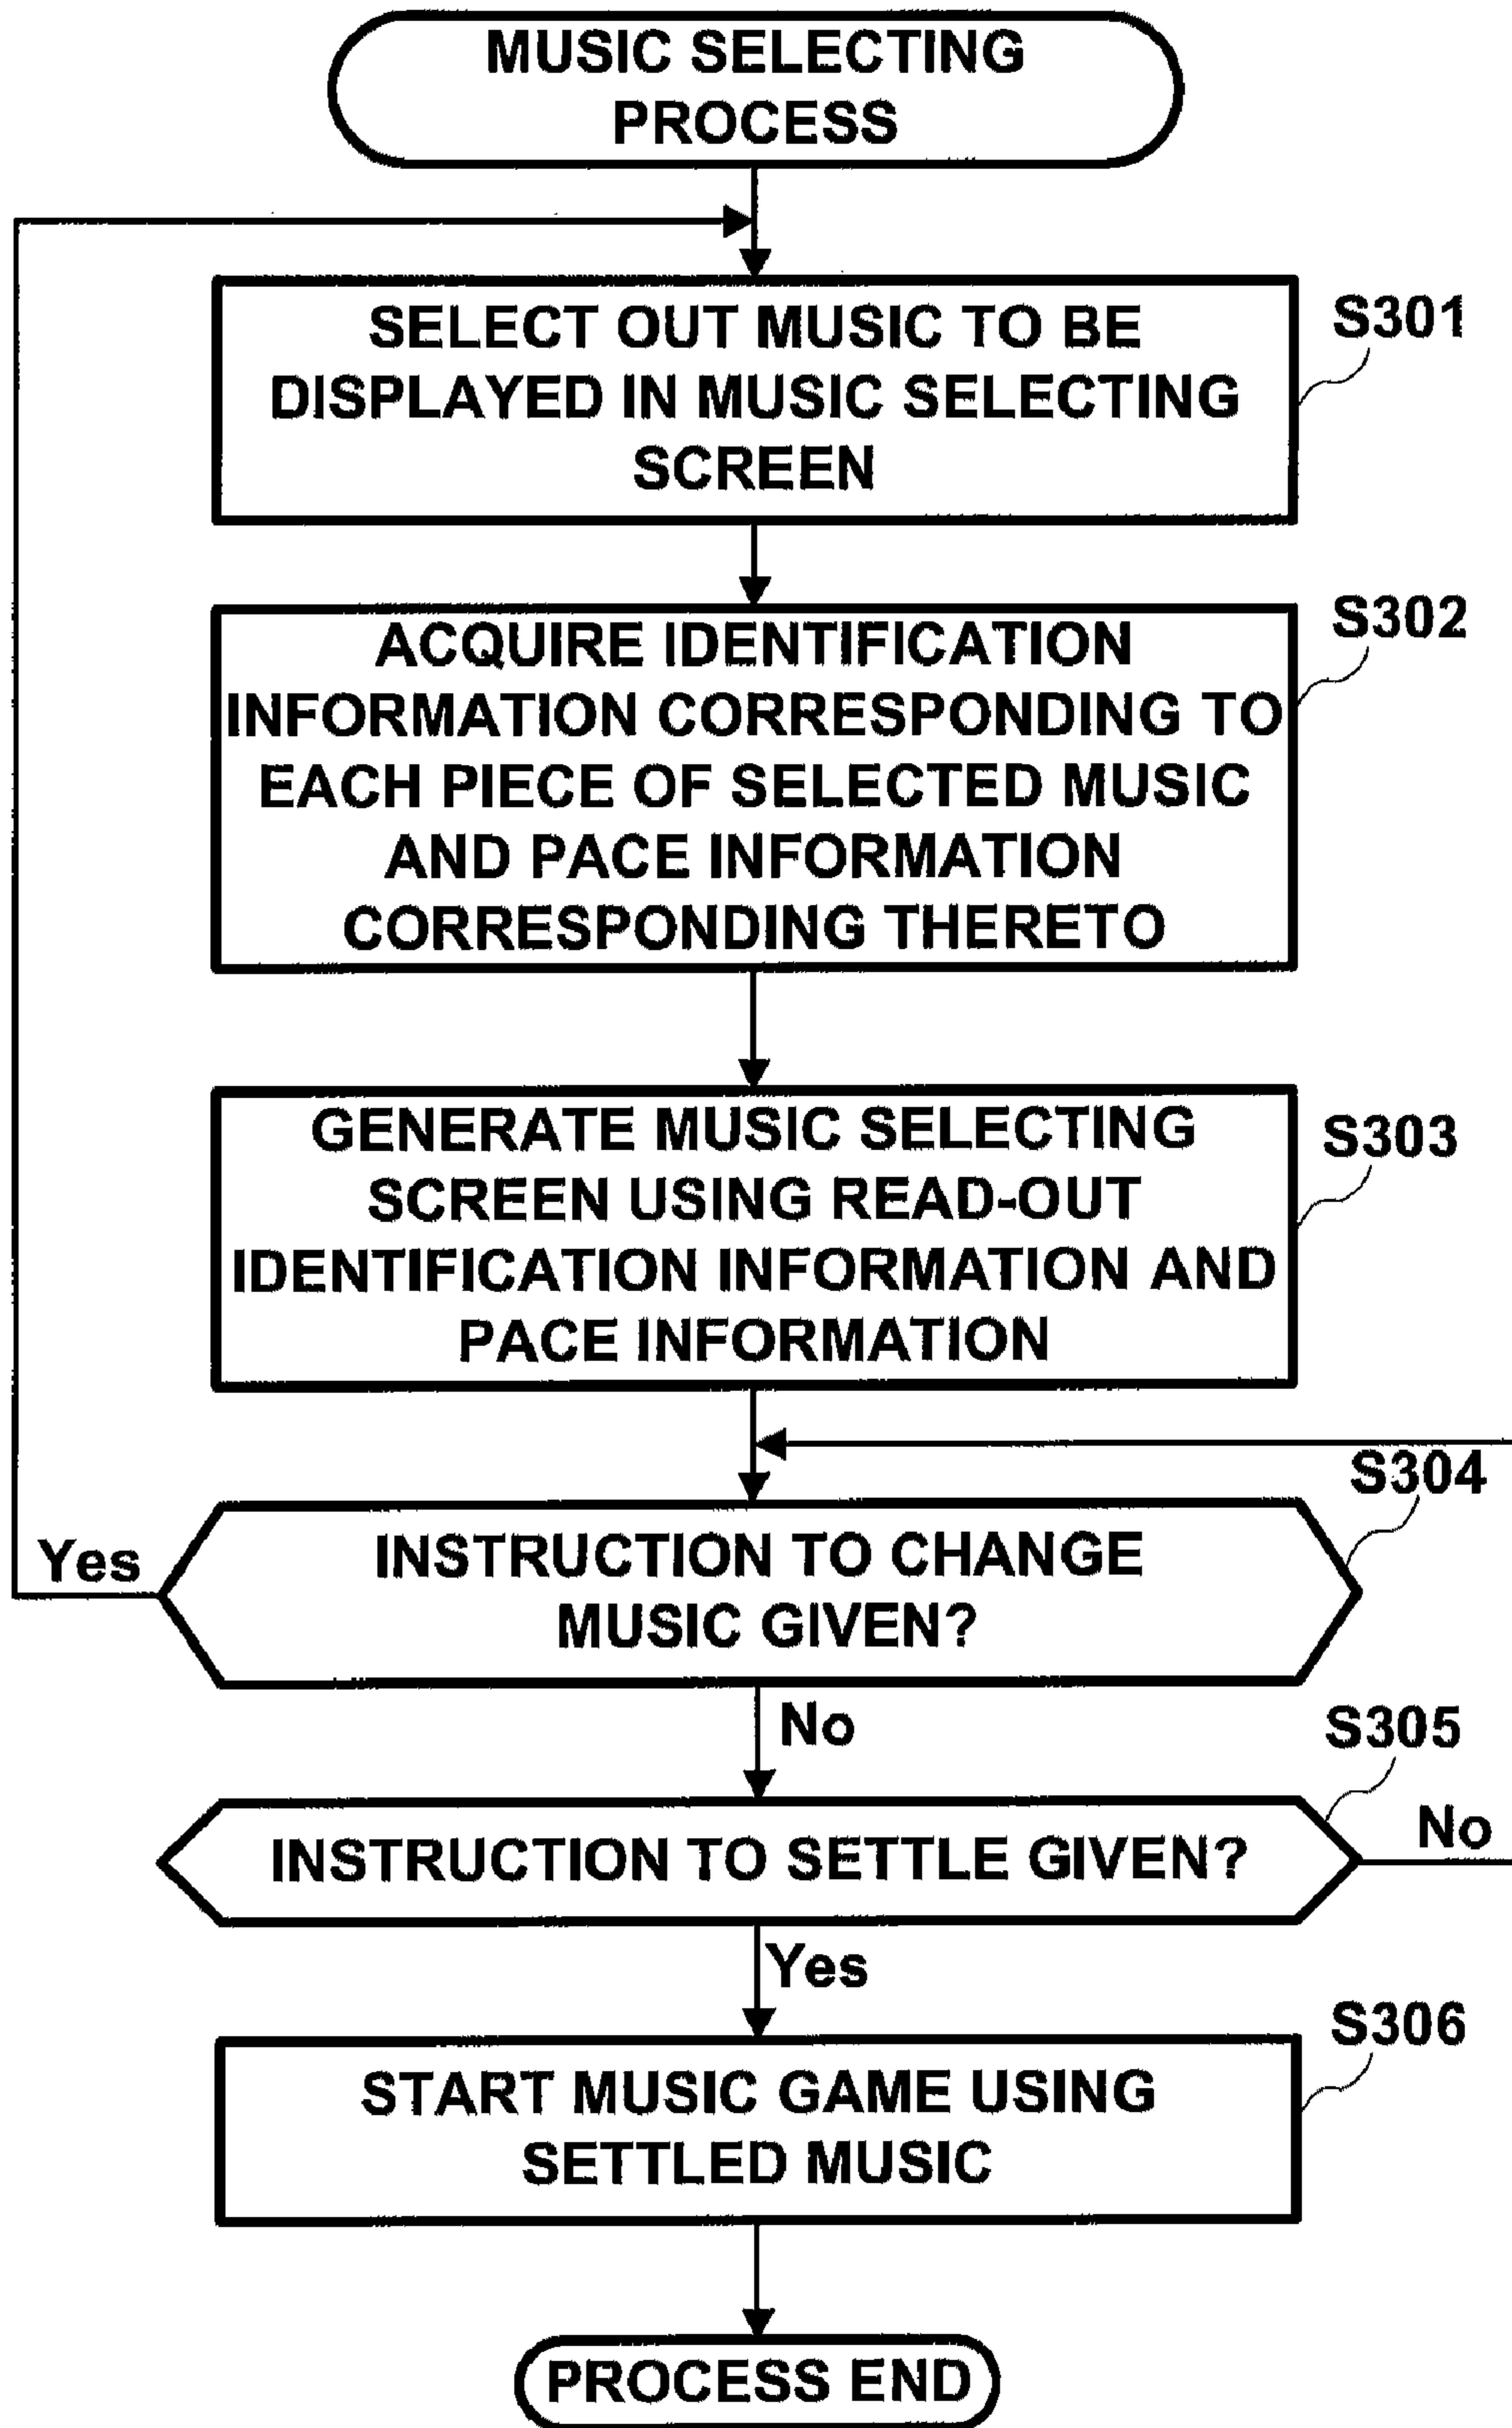 MUSIC SELECTING
PROCESS
SELECT OUT MUSIC TO BE
DISPLAYED IN MUSIC SELECTING
SCREEN
S301
ACQUIRE IDENTIFICATION
INFORMATION CORRESPONDING TO
EACH PIECE OF SELECTED MUSIC
AND PACE INFORMATION
CORRESPONDING THERETO
S302
GENERATE MUSIC SELECTING
SCREEN USING READ-OUT
IDENTIFICATION INFORMATION AND
PACE INFORMATION
S303
S304
Yes
INSTRUCTION TO CHANGE
MUSIC GIVEN?
No
S305
INSTRUCTION TO SETTLE GIVEN?
No
Yes
S306
START MUSIC GAME USING
SETTLED MUSIC
PROCESS END